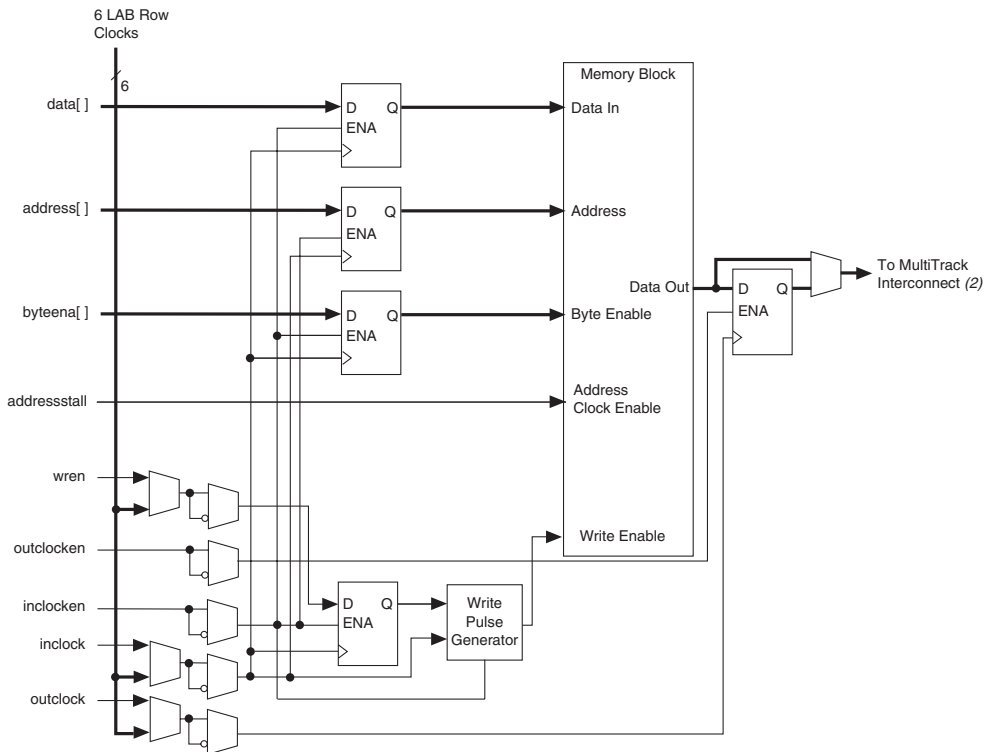 6 LAB Row
Clocks
6
data[ ]
D Q
ENA
Memory Block
Data In
address[ ]
D Q
ENA
Address
byteena[ ]
D Q
ENA
Byte Enable
Data Out
D Q
ENA
To MultiTrack
Interconnect (2)
addressstall
Address
Clock Enable
wren
Write Enable
outclocken
inclocken
D Q
ENA
Write
Pulse
Generator
inclock
outclock